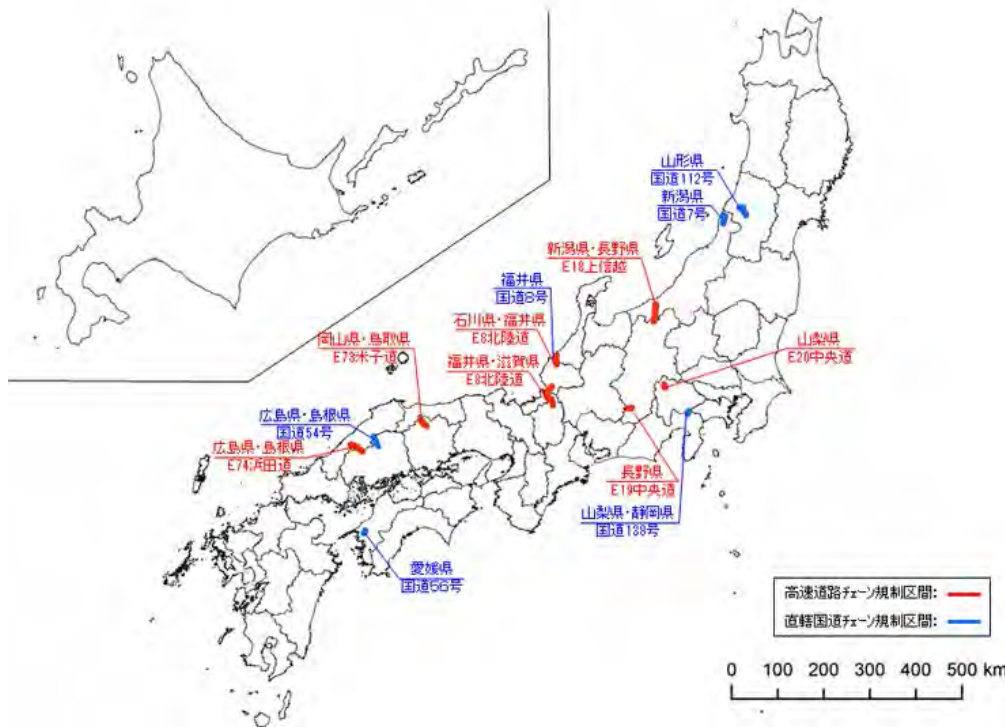 山形県
国道112号
新潟県
国道7号
新潟県・長野県
E18上信越
福井県
国道8号
石川県・福井県
E8北陸道
岡山県・鳥取県
E73米子道
福井県・滋賀県
E8北陸道
山梨県
E20中央道
広島県・島根県
国道54号
広島県・島根県
E74浜田道
長野県
E19中央道
山梨県・静岡県
国道138号
愛媛県
国道56号
高速道路チェーン規制区間:
直轄国道チェーン規制区間:
0 100 200 300 400 500 km